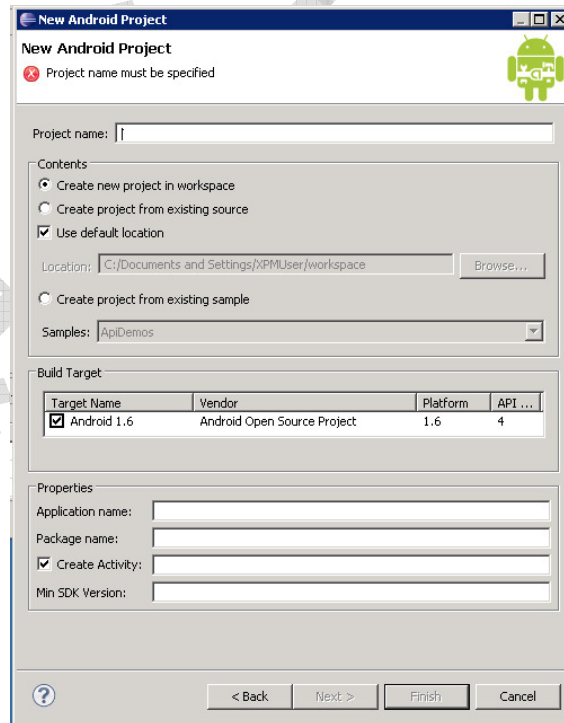 New Android Project
New Android Project
Project name must be specified
Project name:
Contents
Create new project in workspace
Create project from existing source
Use default location
Location: C:/Documents and Settings/XPMUser/workspace Browse...
Create project from existing sample
Samples: ApiDemos
Build Target
Target Name Vendor Platform API ...
Android 1.6 Android Open Source Project 1.6 4
Properties
Application name:
Package name:
Create Activity:
Min SDK Version:
? < Back Next > Finish Cancel